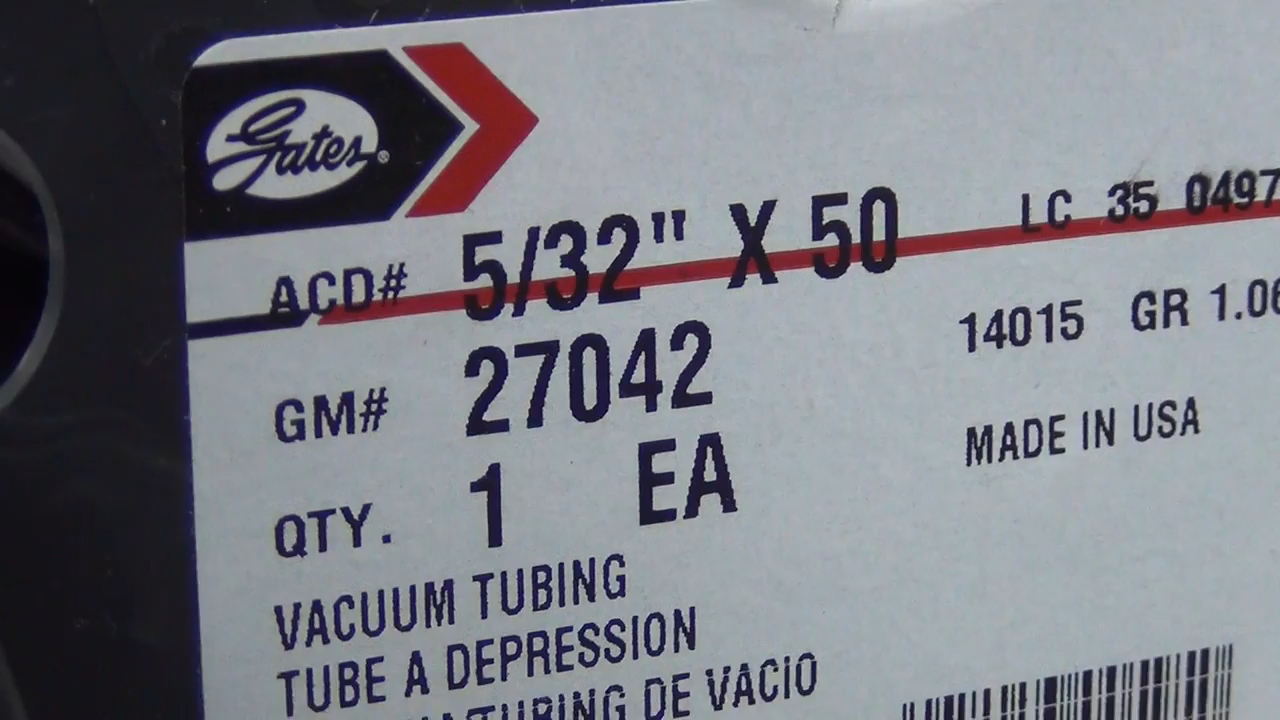 Gates®
ACD# 5/32" X 50 LC 35 0497
GM# 27042 14015 GR 1.06
QTY. 1 EA MADE IN USA
VACUUM TUBING
TUBE A DEPRESSION
DE VACIO